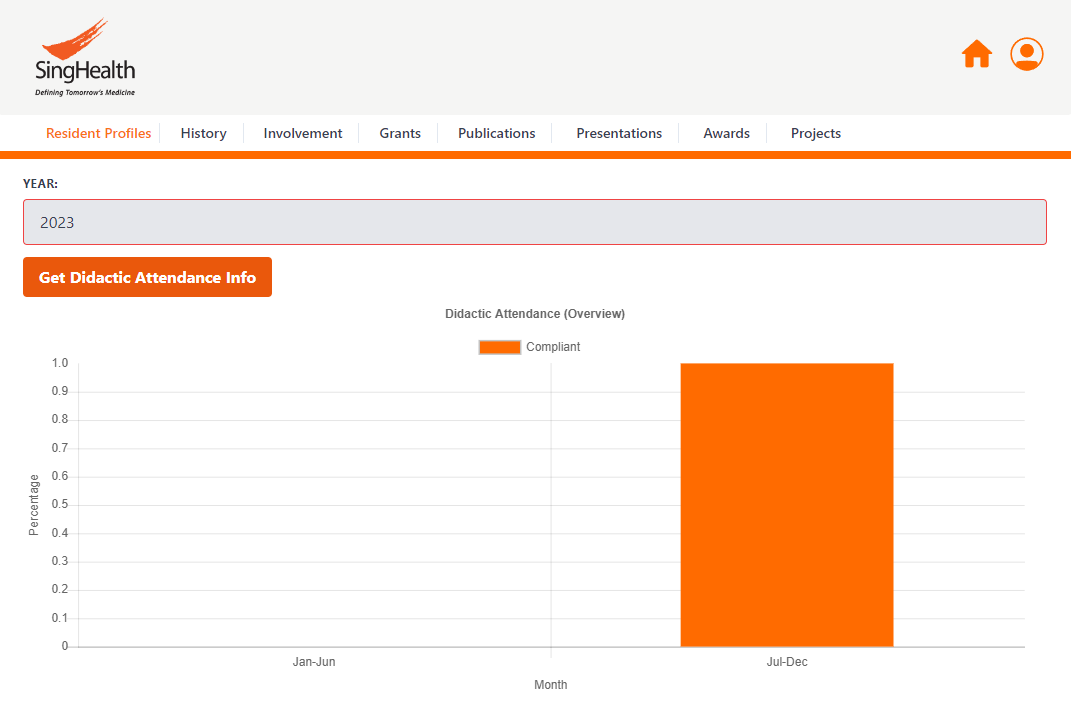 SingHealth
Defining Tomorrow's Medicine
Resident Profiles History Involvement Grants Publications Presentations Awards Projects
YEAR:
2023
Get Didactic Attendance Info
Didactic Attendance (Overview)
Compliant
1.0
0.9
0.8
0.7
0.6
0.5
0.4
0.3
0.2
0.1
0
Percentage
Jan-Jun Jul-Dec
Month